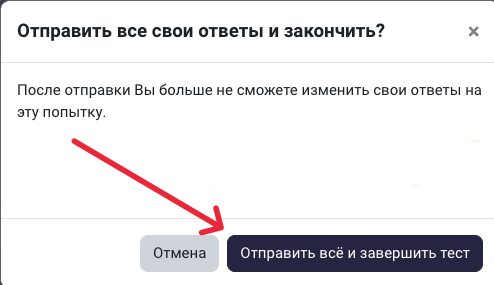 Отправить все свои ответы и закончить?
×
После отправки Вы больше не сможете изменить свои ответы на
эту попытку.
Отмена
Отправить всё и завершить тест